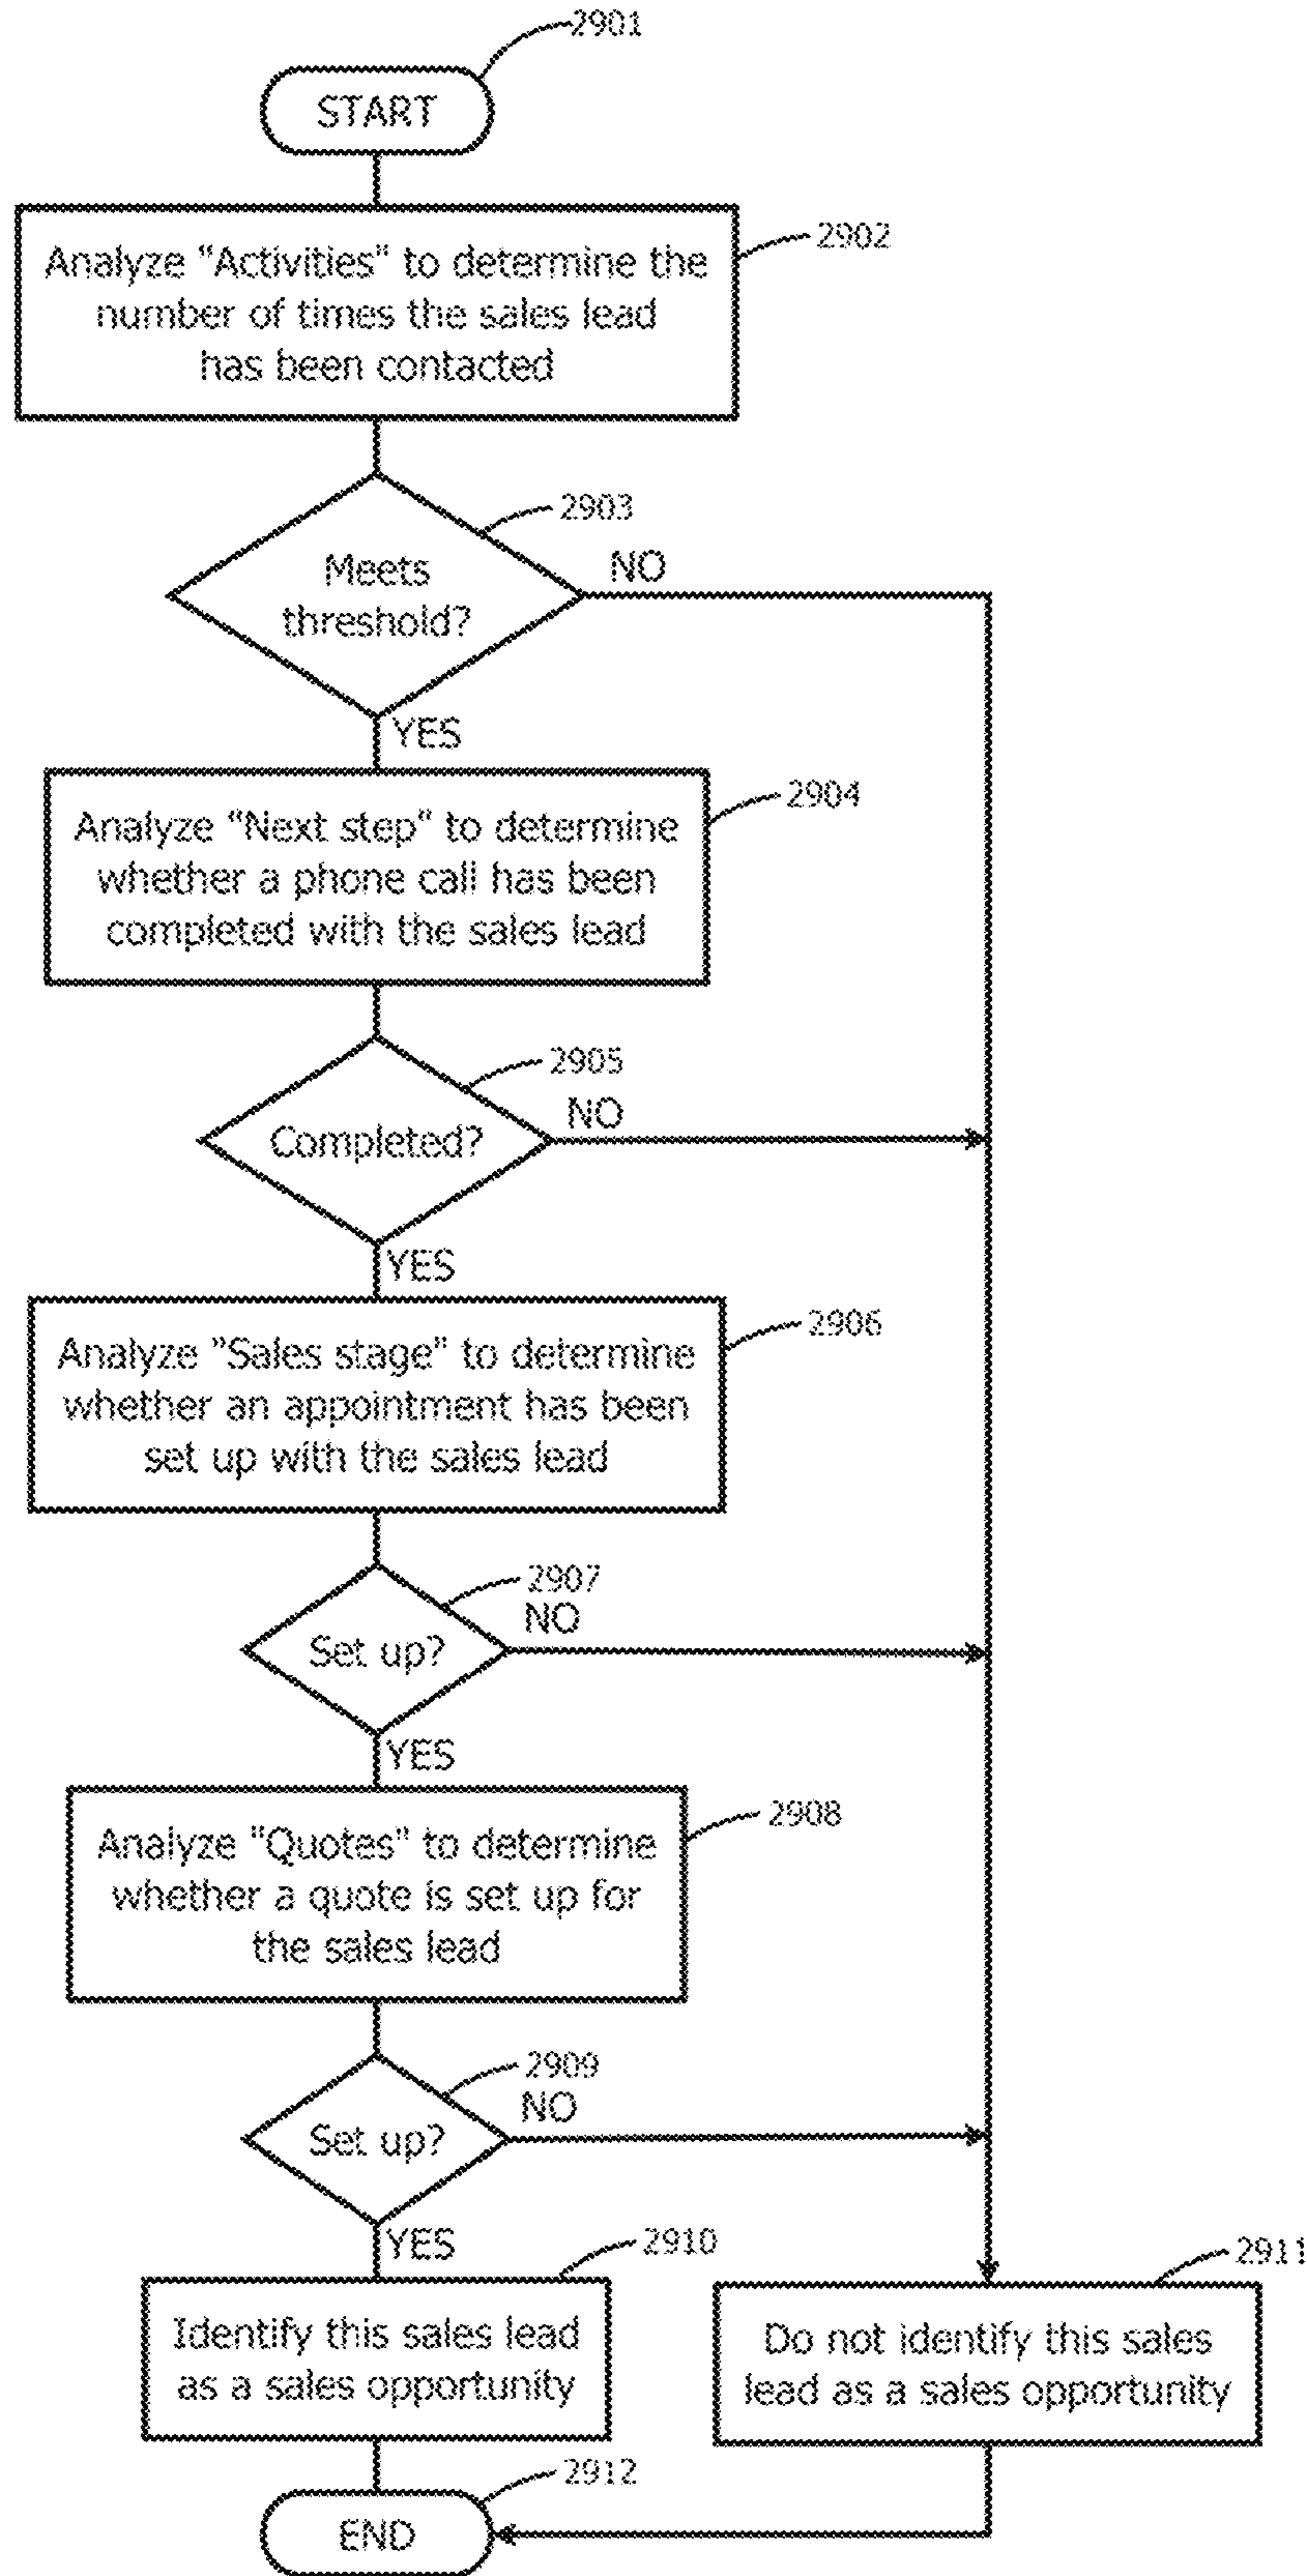 2901
START
2902
Analyze "Activities" to determine the
number of times the sales lead
has been contacted
2903
Meets
threshold?
NO
YES
2904
Analyze "Next step" to determine
whether a phone call has been
completed with the sales lead
2905
Completed?
NO
YES
2906
Analyze "Sales stage" to determine
whether an appointment has been
set up with the sales lead
2907
NO
Set up?
YES
2908
Analyze "Quotes" to determine
whether a quote is set up for
the sales lead
2909
NO
Set up?
YES
2910
Identify this sales lead
as a sales opportunity
2911
Do not identify this sales
lead as a sales opportunity
2912
END